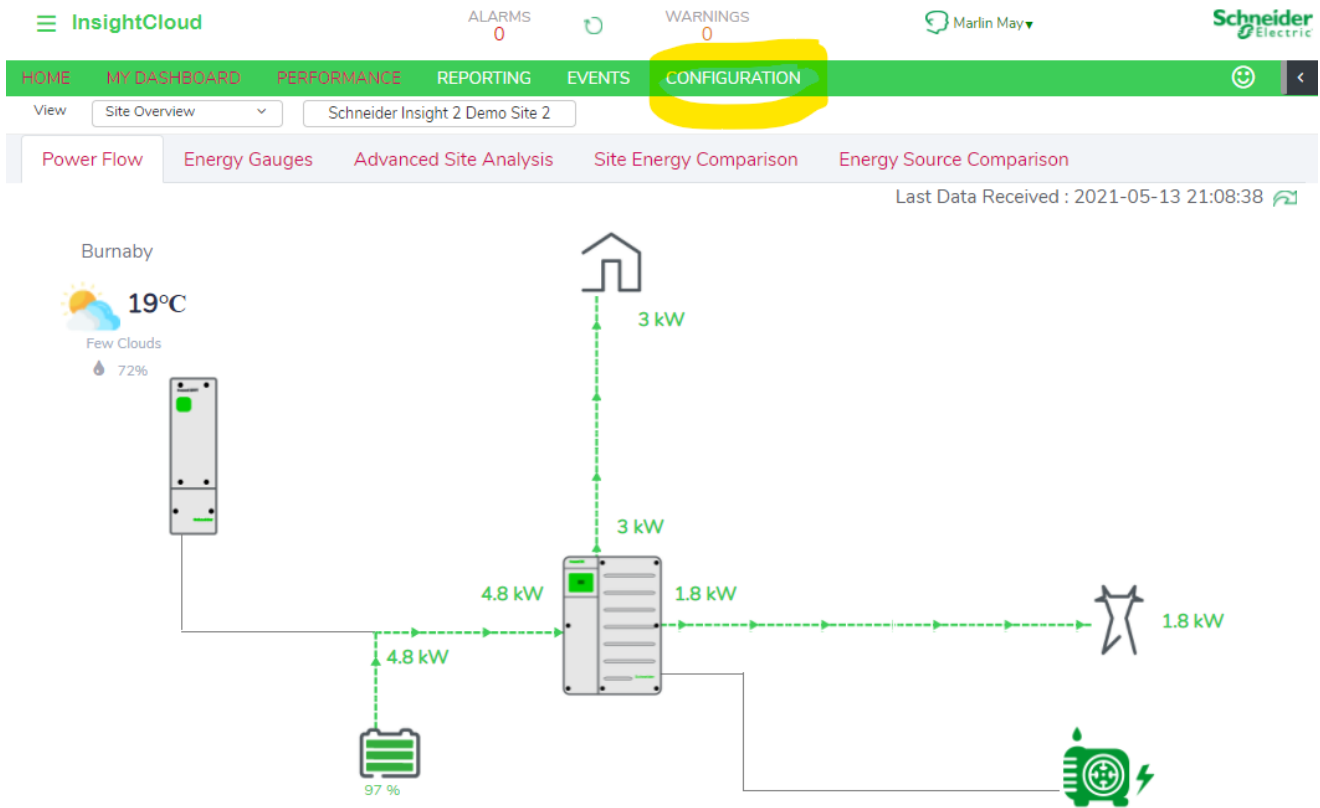 InsightCloud
ALARMS
0
WARNINGS
0
Marlin May
Schneider
Electric
HOME MY DASHBOARD PERFORMANCE REPORTING EVENTS CONFIGURATION
View Site Overview Schneider Insight 2 Demo Site 2
Power Flow Energy Gauges Advanced Site Analysis Site Energy Comparison Energy Source Comparison
Last Data Received : 2021-05-13 21:08:38
Burnaby
19°C
Few Clouds
72%
3 kW
3 kW
4.8 kW 1.8 kW
1.8 kW
4.8 kW
97 %